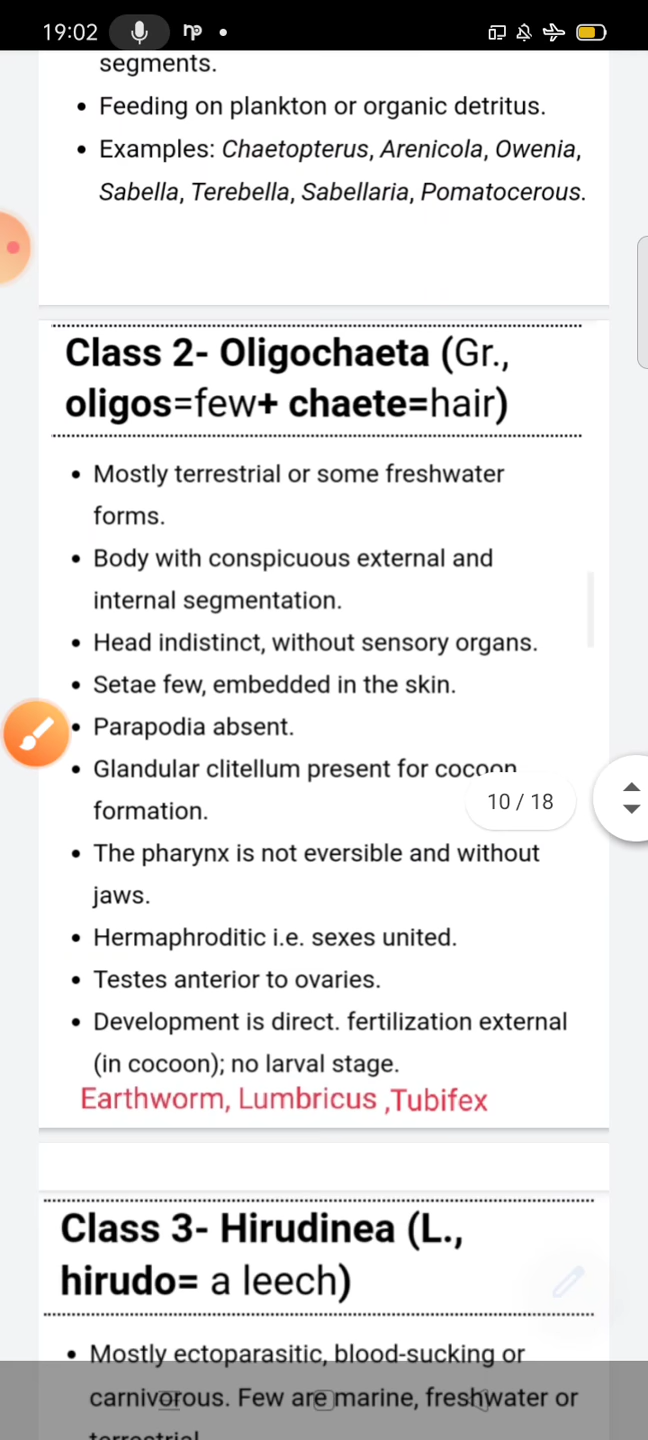 19:02
segments.
• Feeding on plankton or organic detritus.
• Examples: Chaetopterus, Arenicola, Owenia,
Sabella, Terebella, Sabellaria, Pomatocerous.
Class 2- Oligochaeta (Gr.,
oligos=few+ chaete=hair)
• Mostly terrestrial or some freshwater
forms.
• Body with conspicuous external and
internal segmentation.
• Head indistinct, without sensory organs.
• Setae few, embedded in the skin.
• Parapodia absent.
• Glandular clitellum present for cocoon
formation.
10 / 18
• The pharynx is not eversible and without
jaws.
• Hermaphroditic i.e. sexes united.
• Testes anterior to ovaries.
• Development is direct. fertilization external
(in cocoon); no larval stage.
Earthworm, Lumbricus ,Tubifex
Class 3- Hirudinea (L.,
hirudo= a leech)
• Mostly ectoparasitic, blood-sucking or
carnivorous. Few are marine, freshwater or
terrestrial